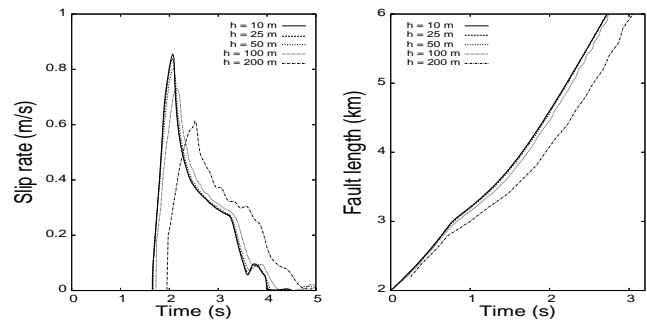 1
0.8
0.6
0.4
0.2
0
Slip rate (m/s)
h = 10 m
h = 25 m
h = 50 m
h = 100 m
h = 200 m
0 1 2 3 4 5
Time (s)
6
5
4
3
2
Fault length (km)
h = 10 m
h = 25 m
h = 50 m
h = 100 m
h = 200 m
0 1 2 3
Time (s)